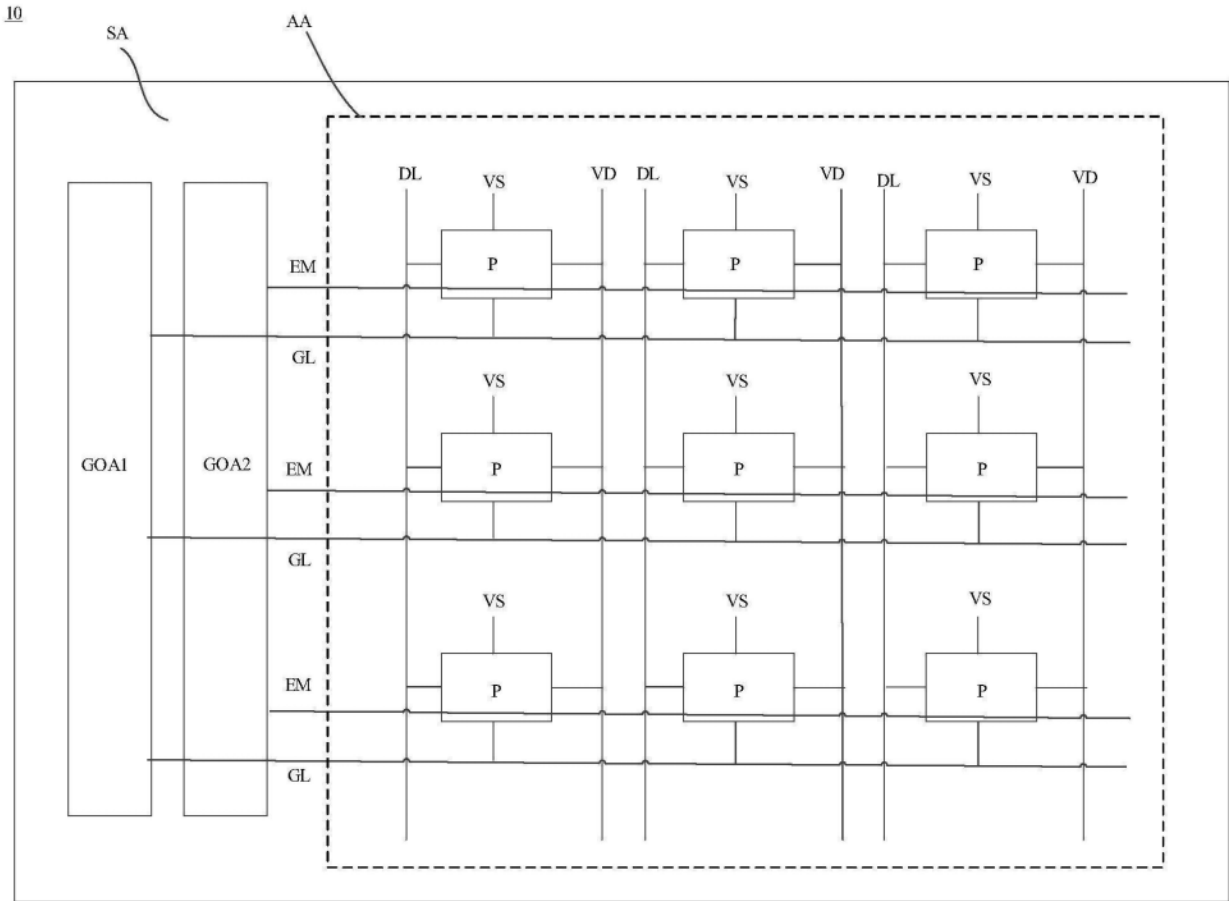 10
SA
AA
DL VS VD DL VS VD DL VS VD
P P P
EM
GL
VS VS VS
GOA1 GOA2
EM
P P P
GL
VS VS VS
EM
P P P
GL